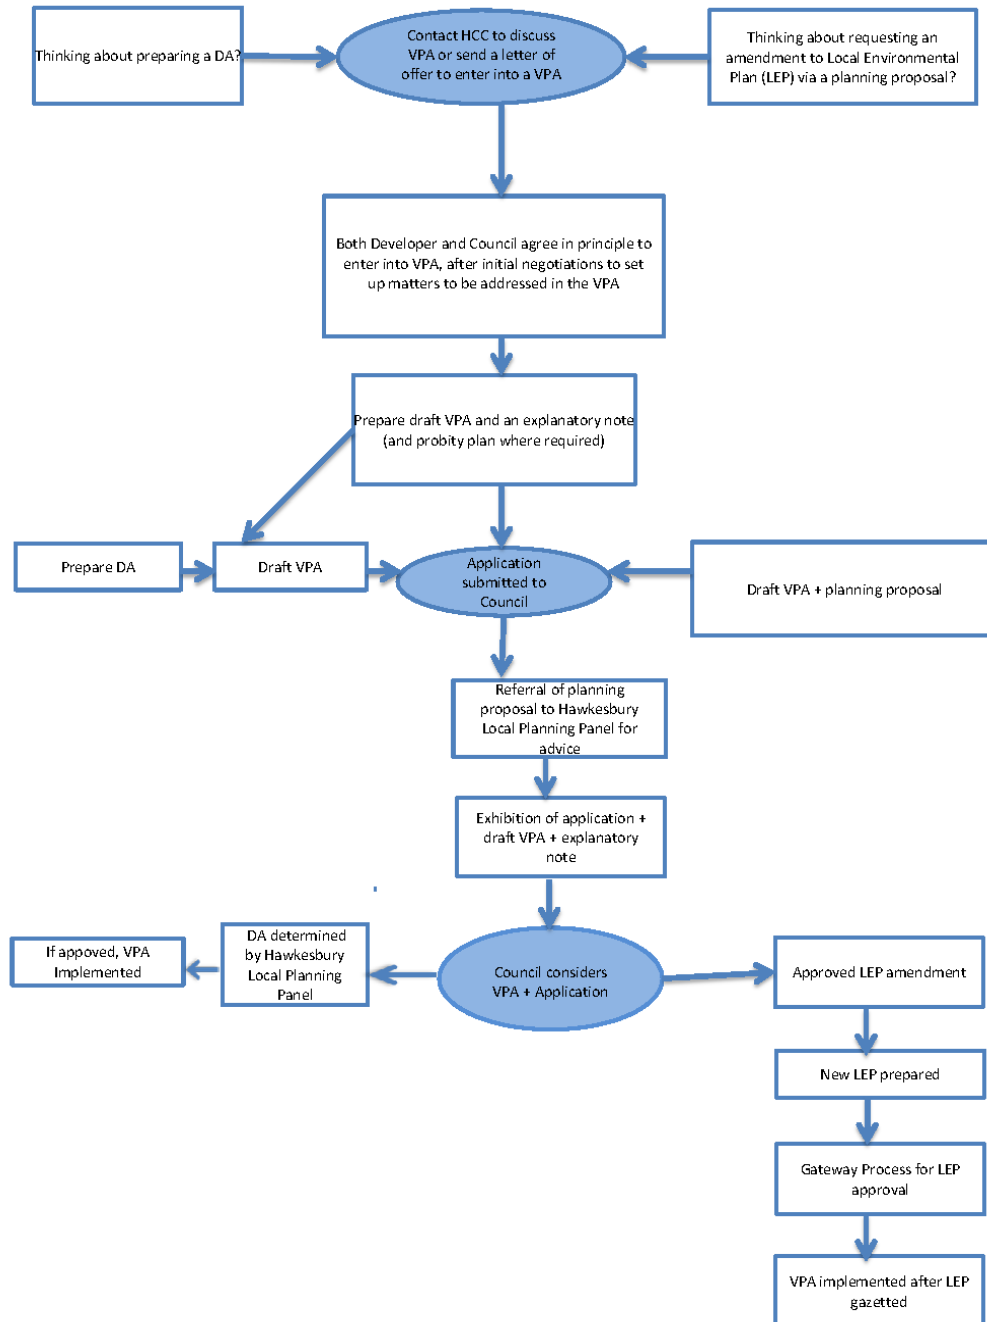 Thinking about preparing a DA?
Contact HCC to discuss
VPA or send a letter of
offer to enter into a VPA
Thinking about requesting an
amendment to Local Environmental
Plan (LEP) via a planning proposal?
Both Developer and Council agree in principle to
enter into VPA, after initial negotiations to set
up matters to be addressed in the VPA
Prepare draft VPA and an explanatory note
(and probity plan where required)
Prepare DA
Draft VPA
Application
submitted to
Council
Draft VPA + planning proposal
Referral of planning
proposal to Hawkesbury
Local Planning Panel for
advice
Exhibition of application +
draft VPA + explanatory
note
If appoved, VPA
Implemented
DA determined
by Hawkesbury
Local Planning
Panel
Council considers
VPA + Application
Approved LEP amendment
New LEP prepared
Gateway Process for LEP
approval
VPA implemented after LEP
gazetted